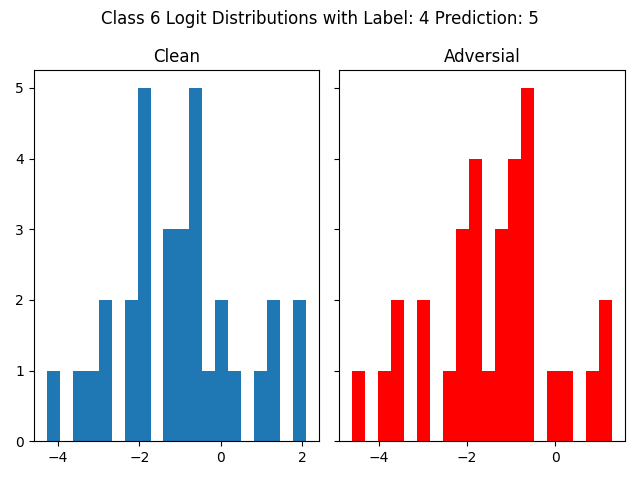 Class 6 Logit Distributions with Label: 4 Prediction: 5
Clean
Adversial
5
4
3
2
1
0
−4 −2 0 2
−4 −2 0